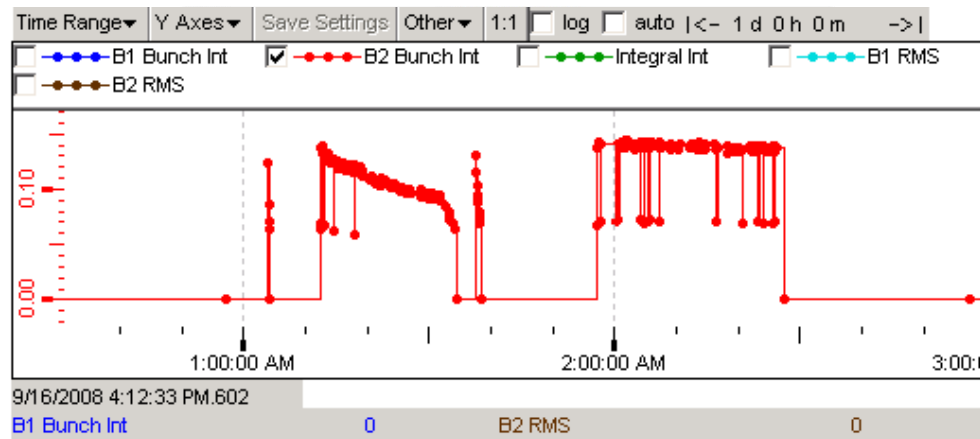 Time Range▾ Y Axes▾ Save Settings Other▾ 1:1 log auto |<- 1 d 0 h 0 m ->|
B1 Bunch Int B2 Bunch Int Integral Int B1 RMS
B2 RMS
0.10
0.00
1:00:00 AM 2:00:00 AM 3:00:0
9/16/2008 4:12:33 PM.602
B1 Bunch Int 0 B2 RMS 0